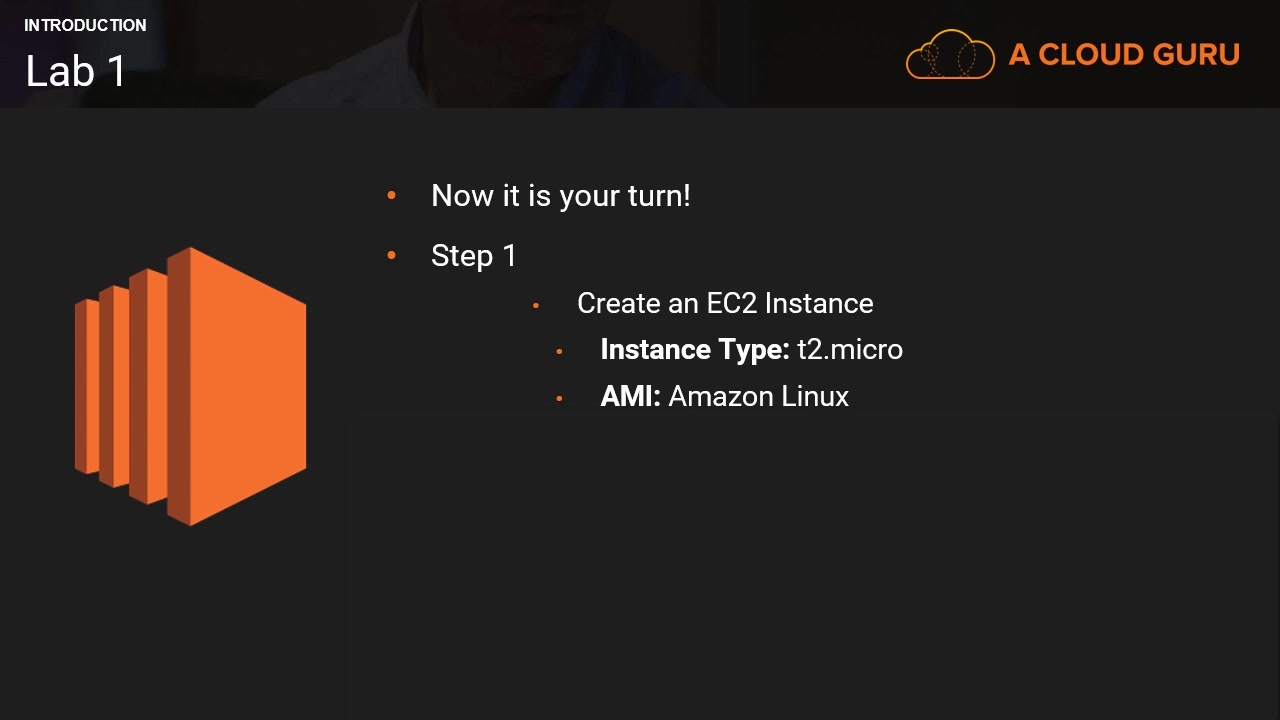 INTRODUCTION
Lab 1
A CLOUD GURU
Now it is your turn!
Step 1
Create an EC2 Instance
Instance Type: t2.micro
AMI: Amazon Linux